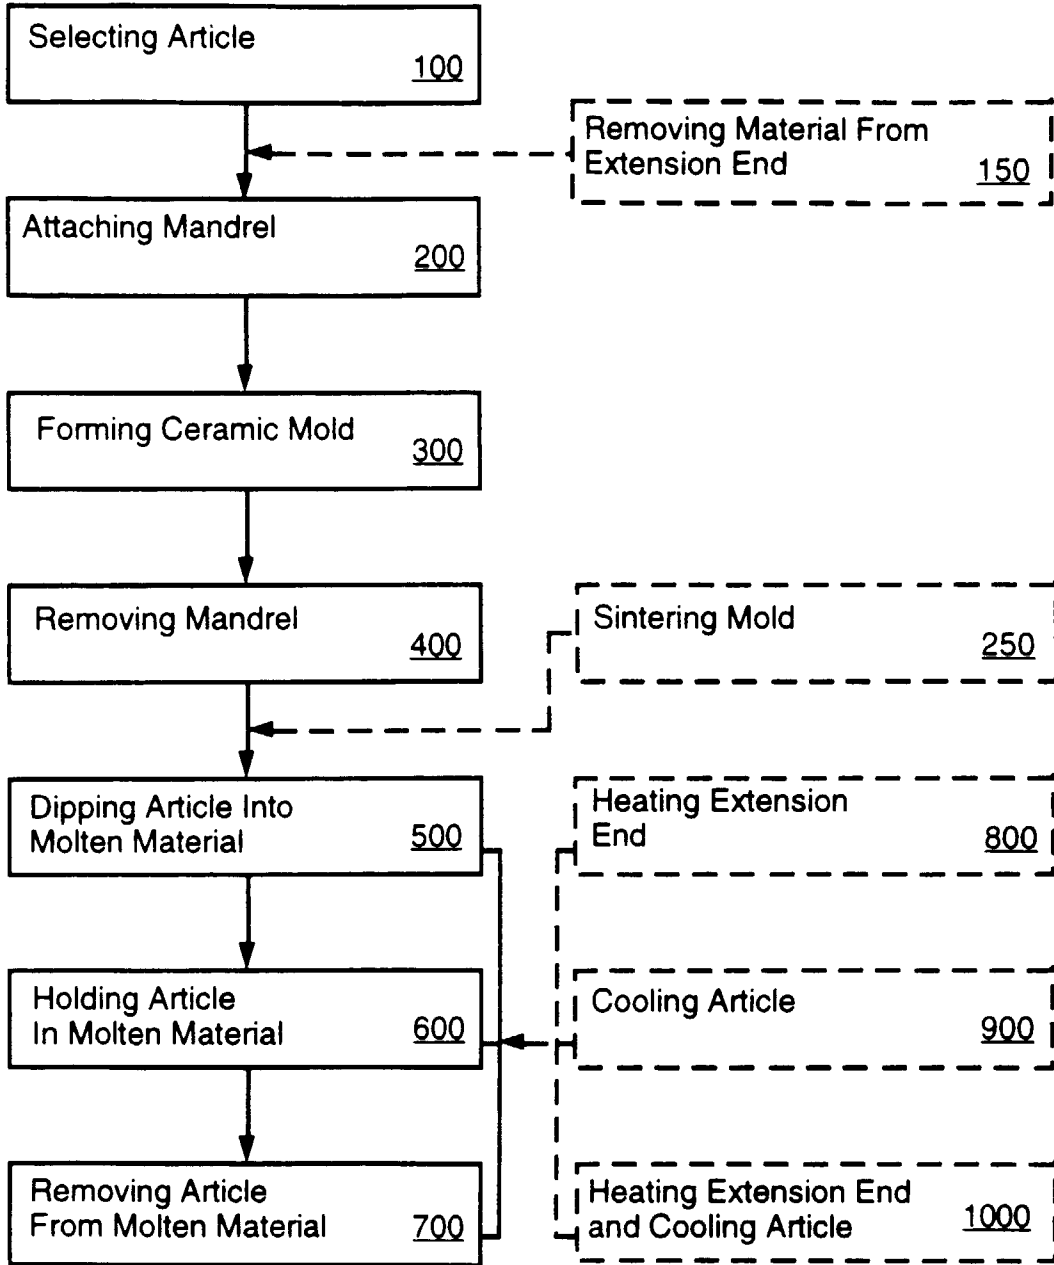 Selecting Article
100
Removing Material From
Extension End
150
Attaching Mandrel
200
Forming Ceramic Mold
300
Removing Mandrel
400
Sintering Mold
250
Dipping Article Into
Molten Material
500
Heating Extension
End
800
Holding Article
In Molten Material
600
Cooling Article
900
Removing Article
From Molten Material
700
Heating Extension End
and Cooling Article
1000